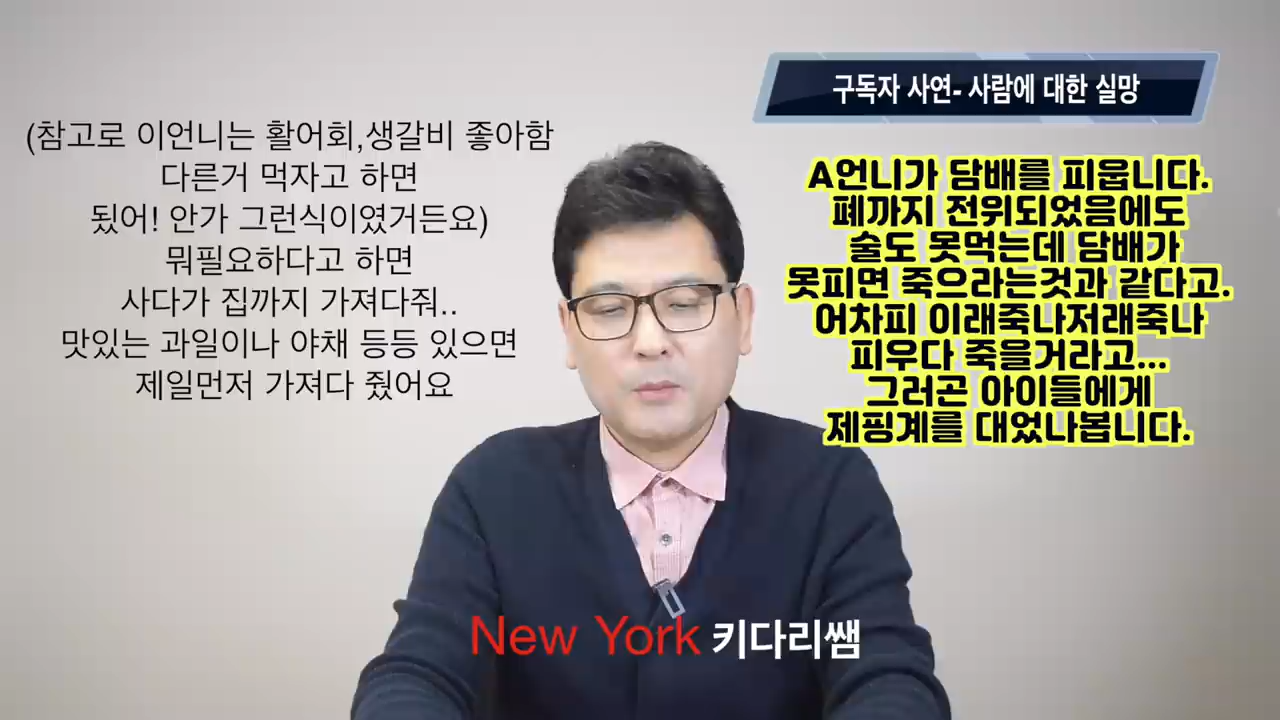 구독자 사연- 사람에 대한 실망
(참고로 이언니는 활어회,생갈비 좋아함
다른거 먹자고 하면
됬어! 안가 그런식이였거든요)
뭐필요하다고 하면
사다가 집까지 가져다줘..
맛있는 과일이나 야채 등등 있으면
제일먼저 가져다 줬어요
A언니가 담배를 피웁니다.
폐까지 전위되었음에도
술도 못먹는데 담배가
못피면 죽으라는것과 같다고.
어차피 이래죽나저래죽나
피우다 죽을거라고...
그러곤 아이들에게
제핑계를 대었나봅니다.
New York 키다리쌤